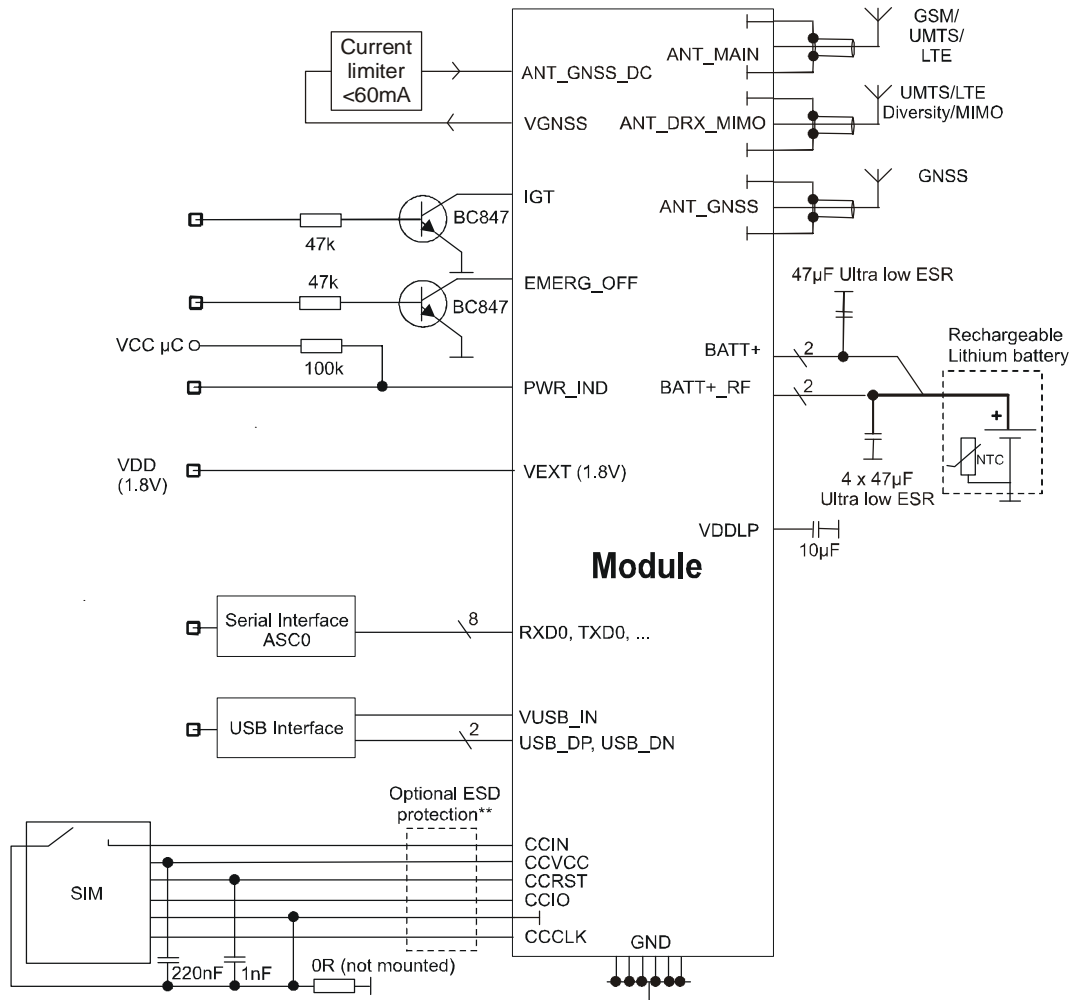 Current
limiter
<60mA
ANT_GNSS_DC
VGNSS
IGT
BC847
47k
47k
EMERG_OFF
BC847
VCC µC
100k
PWR_IND
VDD
(1.8V)
VEXT (1.8V)
Serial Interface
ASC0
8
RXD0, TXD0, ...
USB Interface
VUSB_IN
2
USB_DP, USB_DN
Optional ESD
protection**
SIM
CCIN
CCVCC
CCRST
CCIO
CCCLK
220nF
1nF
0R (not mounted)
Module
GND
ANT_MAIN
GSM/
UMTS/
LTE
ANT_DRX_MIMO
UMTS/LTE
Diversity/MIMO
ANT_GNSS
GNSS
47µF Ultra low ESR
BATT+
2
BATT+_RF
2
Rechargeable
Lithium battery
+
NTC
4 x 47µF
Ultra low ESR
VDDLP
10µF